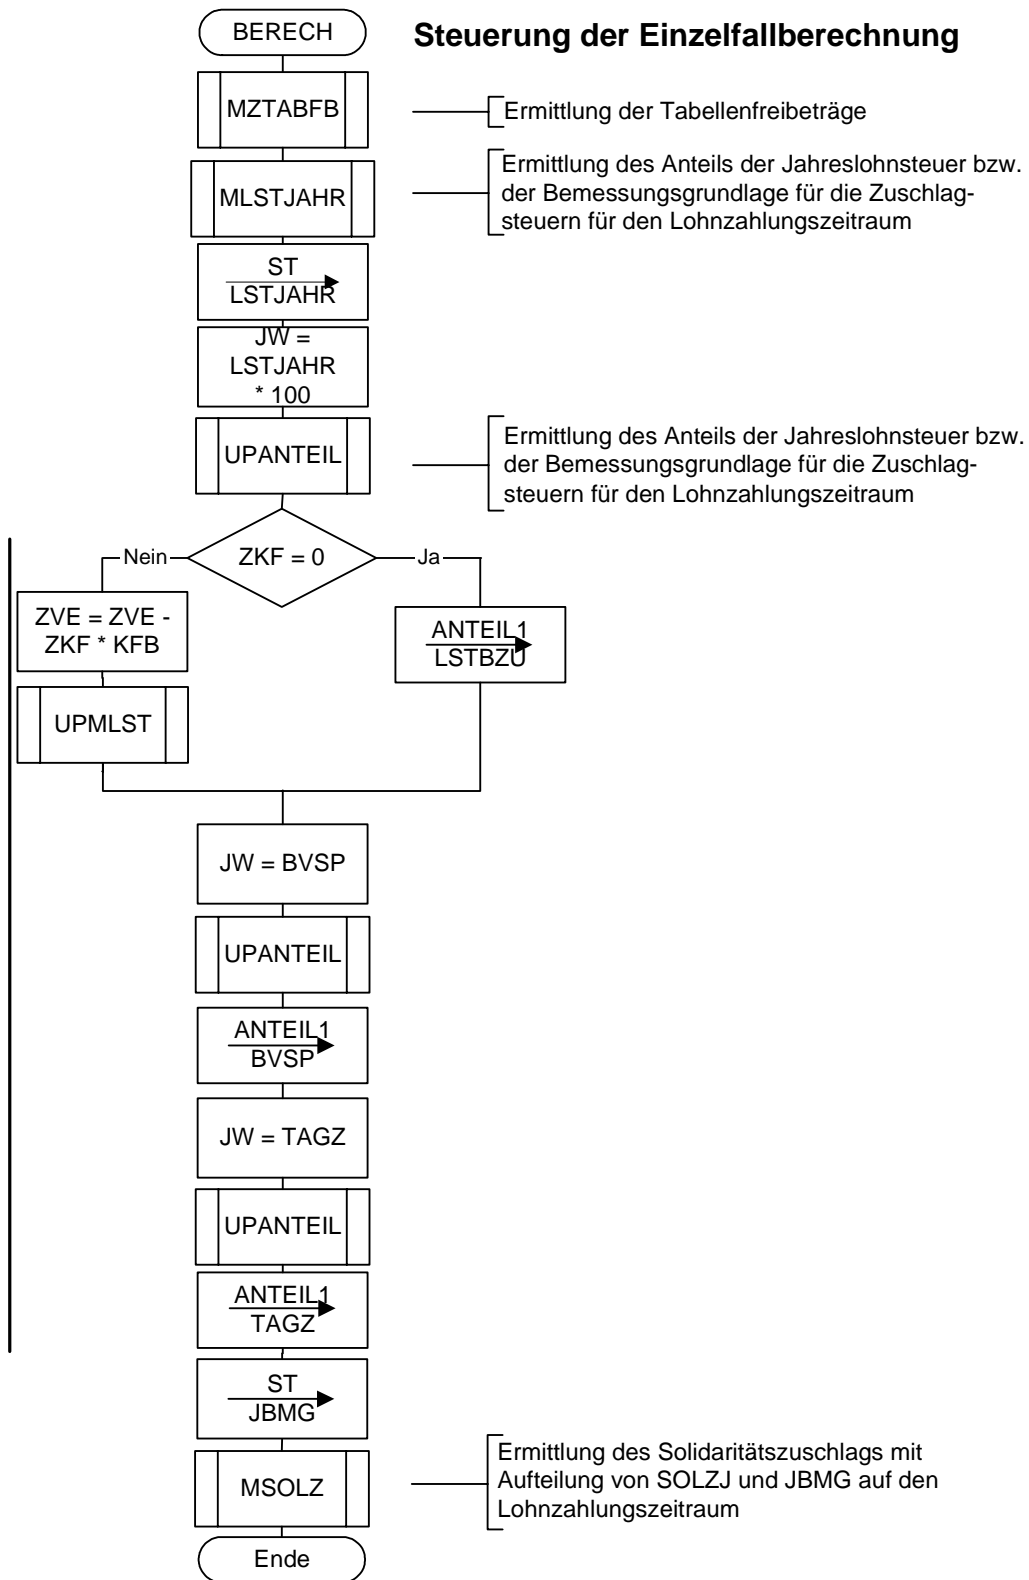 BERECH
Steuerung der Einzelfallberechnung
MZTABFB
Ermittlung der Tabellenfreibeträge
MLSTJAHR
Ermittlung des Anteils der Jahreslohnsteuer bzw.
der Bemessungsgrundlage für die Zuschlag-
steuern für den Lohnzahlungszeitraum
ST
LSTJAHR
JW =
LSTJAHR
* 100
UPANTEIL
Ermittlung des Anteils der Jahreslohnsteuer bzw.
der Bemessungsgrundlage für die Zuschlag-
steuern für den Lohnzahlungszeitraum
Nein
ZKF = 0
Ja
ZVE = ZVE -
ZKF * KFB
ANTEIL1
LSTBZU
UPMLST
JW = BVSP
UPANTEIL
ANTEIL1
BVSP
JW = TAGZ
UPANTEIL
ANTEIL1
TAGZ
ST
JBMG
MSOLZ
Ermittlung des Solidaritätszuschlags mit
Aufteilung von SOLZJ und JBMG auf den
Lohnzahlungszeitraum
Ende